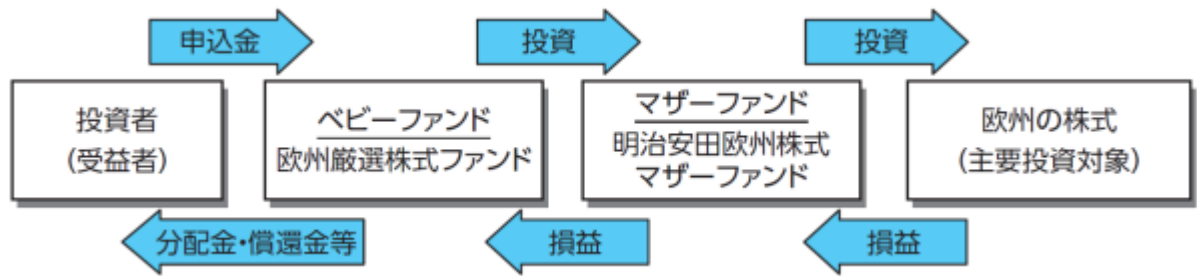 申込金
投資
投資
投資者
(受益者)
ベビーファンド
欧州厳選株式ファンド
マザーファンド
明治安田欧州株式
マザーファンド
欧州の株式
(主要投資対象)
分配金・償還金等
損益
損益